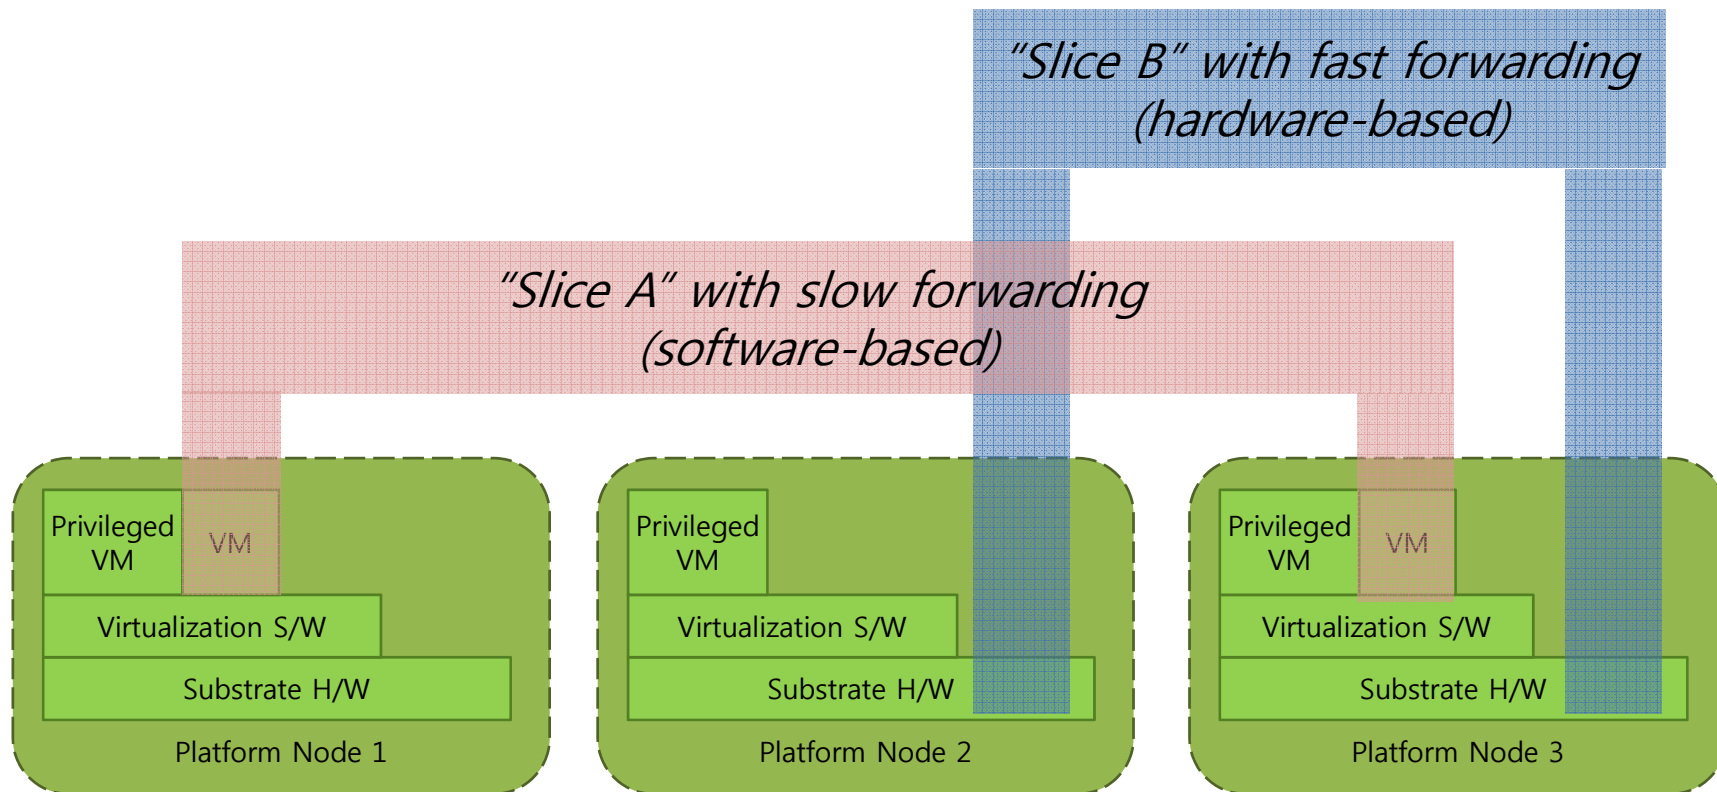 “Slice B” with fast forwarding
(hardware-based)
“Slice A” with slow forwarding
(software-based)
Privileged
VM
VM
Virtualization S/W
Substrate H/W
Platform Node 1
Privileged
VM
Virtualization S/W
Substrate H/W
Platform Node 2
Privileged
VM
VM
Virtualization S/W
Substrate H/W
Platform Node 3